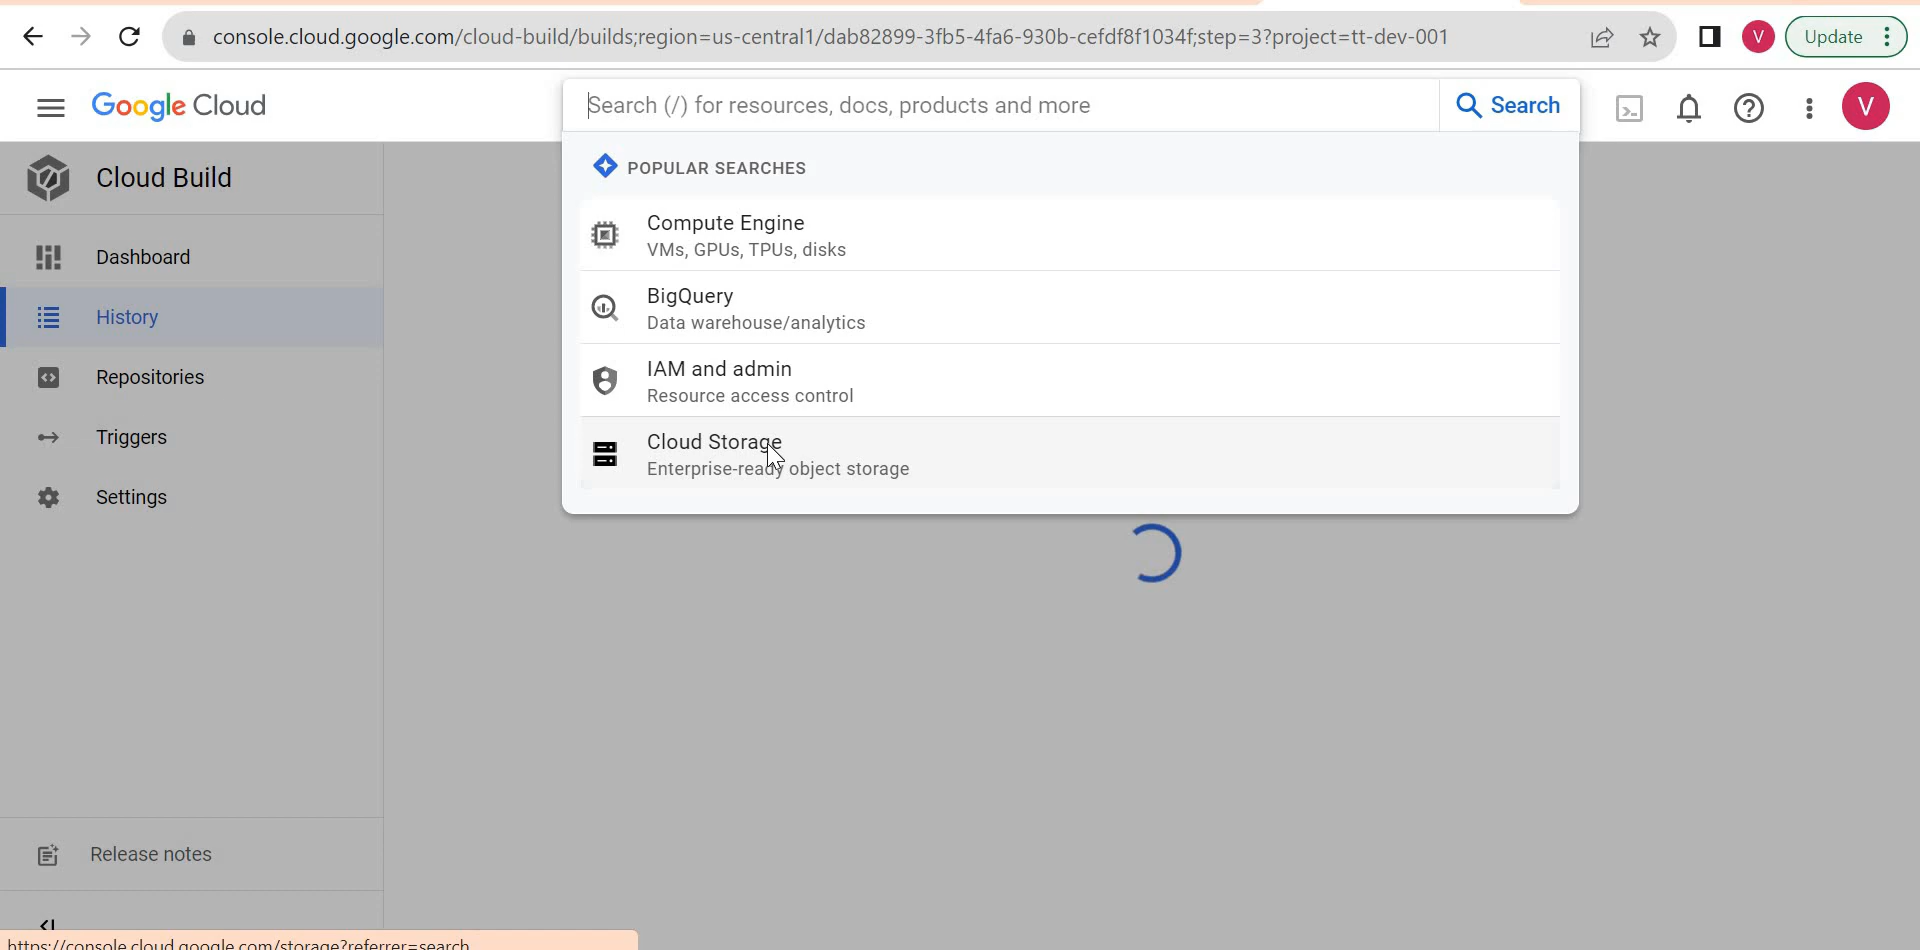 console.cloud.google.com/cloud-build/builds;region=us-central1/dab82899-3fb5-4fa6-930b-cefdf8f1034f;step=3?project=tt-dev-001
V
Update
Google Cloud
Search (/) for resources, docs, products and more
Search
V
Cloud Build
POPULAR SEARCHES
Dashboard
Compute Engine
VMs, GPUs, TPUs, disks
History
BigQuery
Data warehouse/analytics
Repositories
IAM and admin
Resource access control
Triggers
Cloud Storage
Enterprise-ready object storage
Settings
Release notes
https://console.cloud.google.com/storage?referrer=search